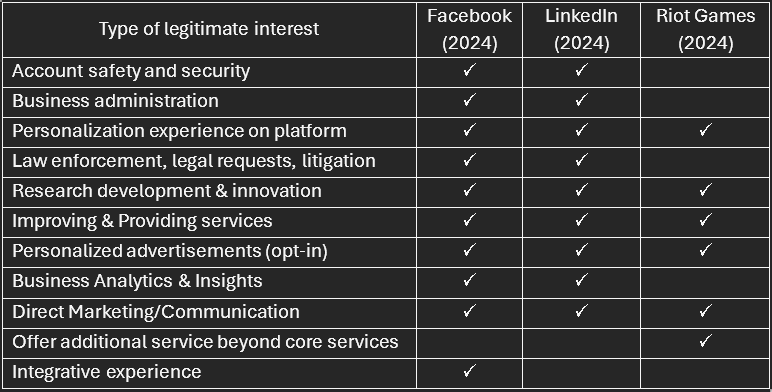 Type of legitimate interest Facebook (2024) LinkedIn (2024) Riot Games (2024)
Account safety and security ✓ ✓
Business administration ✓ ✓
Personalization experience on platform ✓ ✓ ✓
Law enforcement, legal requests, litigation ✓ ✓
Research development & innovation ✓ ✓ ✓
Improving & Providing services ✓ ✓ ✓
Personalized advertisements (opt-in) ✓ ✓ ✓
Business Analytics & Insights ✓ ✓
Direct Marketing/Communication ✓ ✓ ✓
Offer additional service beyond core services ✓
Integrative experience ✓